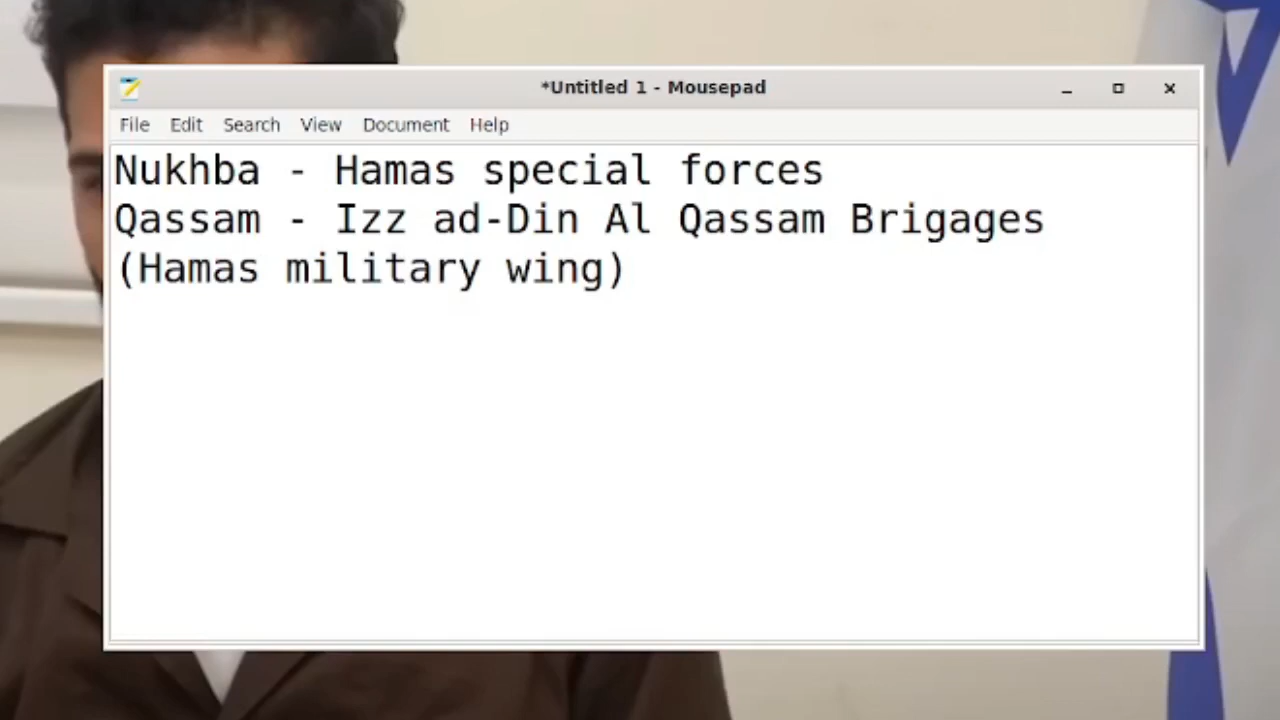 *Untitled 1 - Mousepad
File Edit Search View Document Help
Nukhba - Hamas special forces
Qassam - Izz ad-Din Al Qassam Brigages
(Hamas military wing)